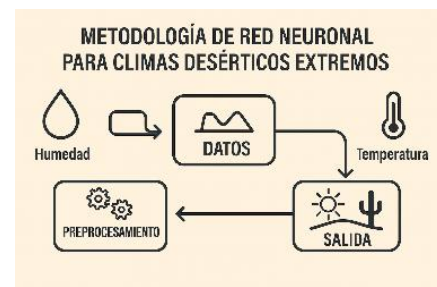 METODOLOGÍA DE RED NEURONAL
PARA CLIMAS DESÉRTICOS EXTREMOS
Humedad
DATOS
Temperatura
PREPROCESAMIENTO
SALIDA